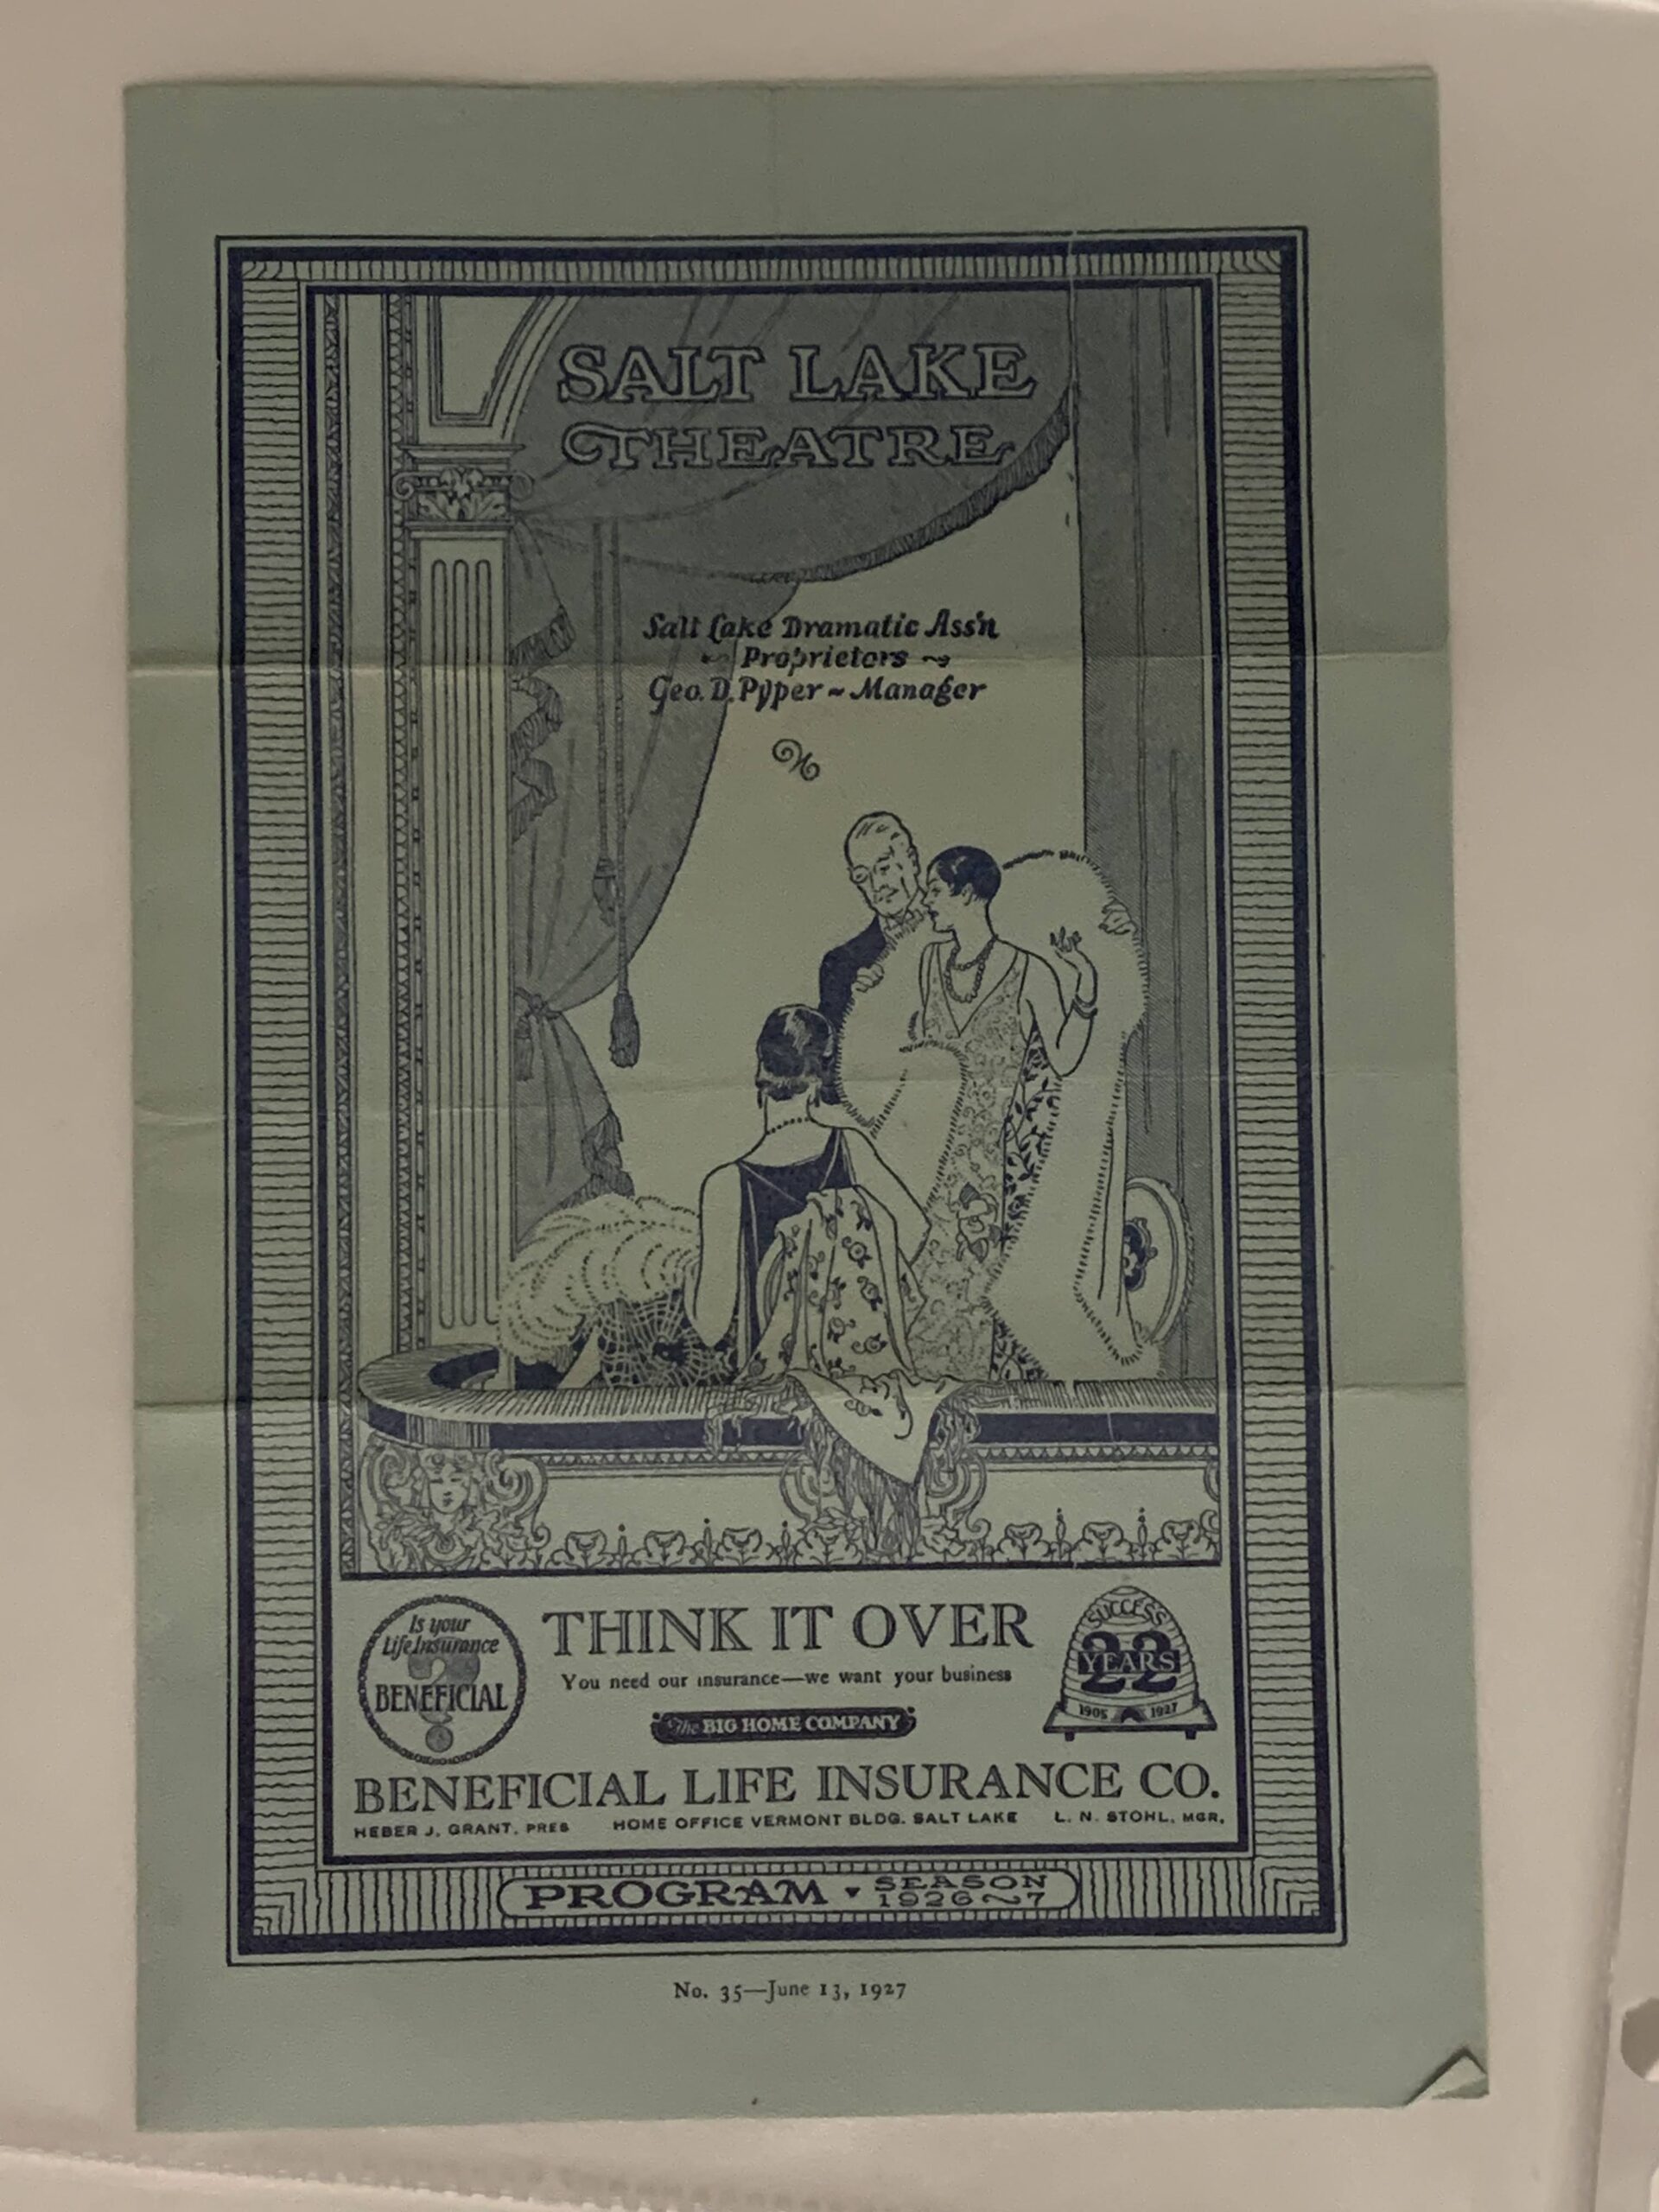 SALT LAKE
THEATRE
Salt Lake Dramatic Ass'n
Proprietors
Geo. D. Pyper ~ Manager
Is your
Life Insurance
?
BENEFICIAL
THINK IT OVER
You need our insurance—we want your business
The BIG HOME COMPANY
SUCCESS
22
YEARS
1905 1927
BENEFICIAL LIFE INSURANCE CO.
HEBER J. GRANT, PRES HOME OFFICE VERMONT BLDG. SALT LAKE L. N. STOHL, MGR,
PROGRAM SEASON
1926~7
No. 35—June 13, 1927